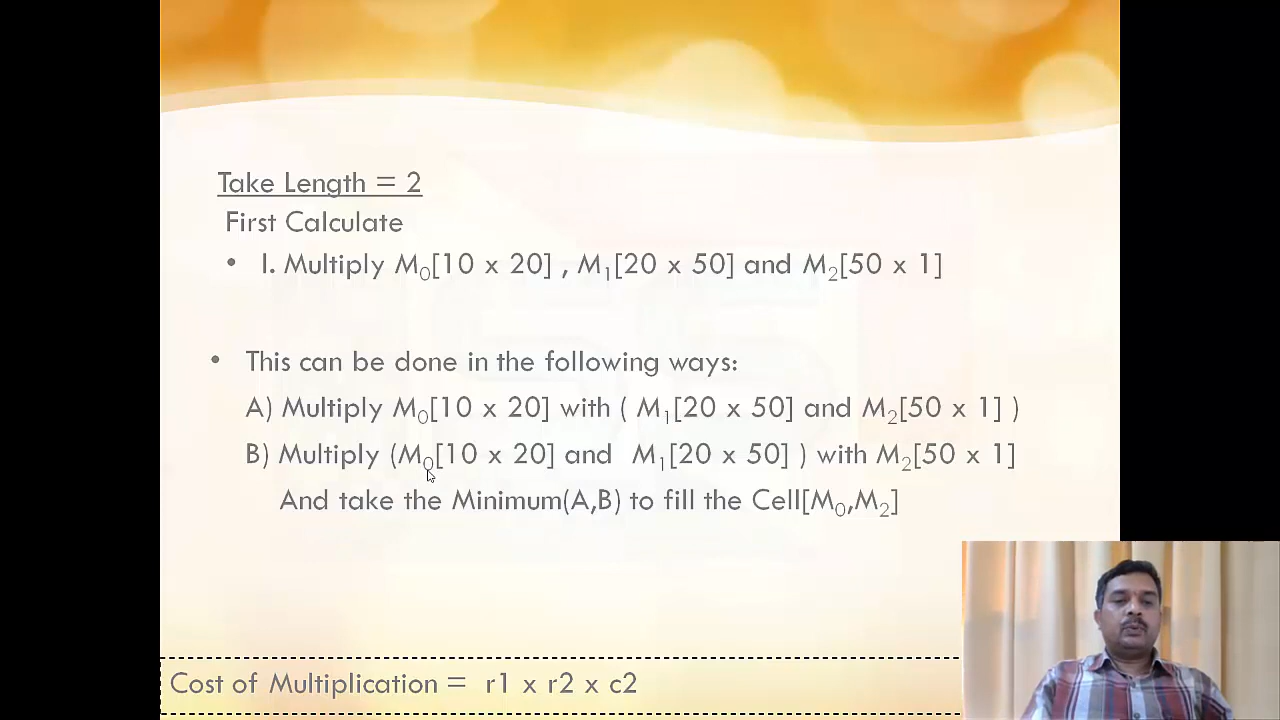 Take Length = 2
First Calculate
• I. Multiply M₀[10 x 20] , M₁[20 x 50] and M₂[50 x 1]
• This can be done in the following ways:
A) Multiply M₀[10 x 20] with ( M₁[20 x 50] and M₂[50 x 1] )
B) Multiply (M₀[10 x 20] and M₁[20 x 50] ) with M₂[50 x 1]
And take the Minimum(A,B) to fill the Cell[M₀,M₂]
Cost of Multiplication = r1 x r2 x c2